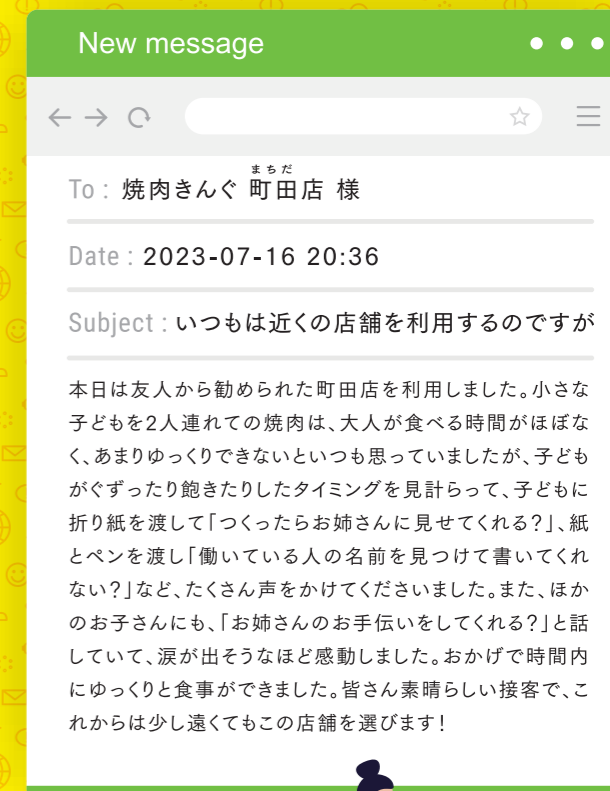 New message
まちだ
To : 焼肉きんぐ 町田店 様
Date : 2023-07-16 20:36
Subject : いつもは近くの店舗を利用するのですが
本日は友人から勧められた町田店を利用しました。小さな
子どもを2人連れての焼肉は、大人が食べる時間がほぼな
く、あまりゆっくりできないといつも思っていましたが、子ども
がぐずったり飽きたりしたタイミングを見計らって、子どもに
折り紙を渡して「つくったらお姉さんに見せてくれる?」、紙
とペンを渡し「働いている人の名前を見つけて書いてくれ
ない?」など、たくさん声をかけてくださいました。また、ほか
のお子さんにも、「お姉さんのお手伝いをしてくれる?」と話
していて、涙が出そうなほど感動しました。おかげで時間内
にゆっくりと食事ができました。皆さん素晴らしい接客で、こ
れからは少し遠くてもこの店舗を選びます!